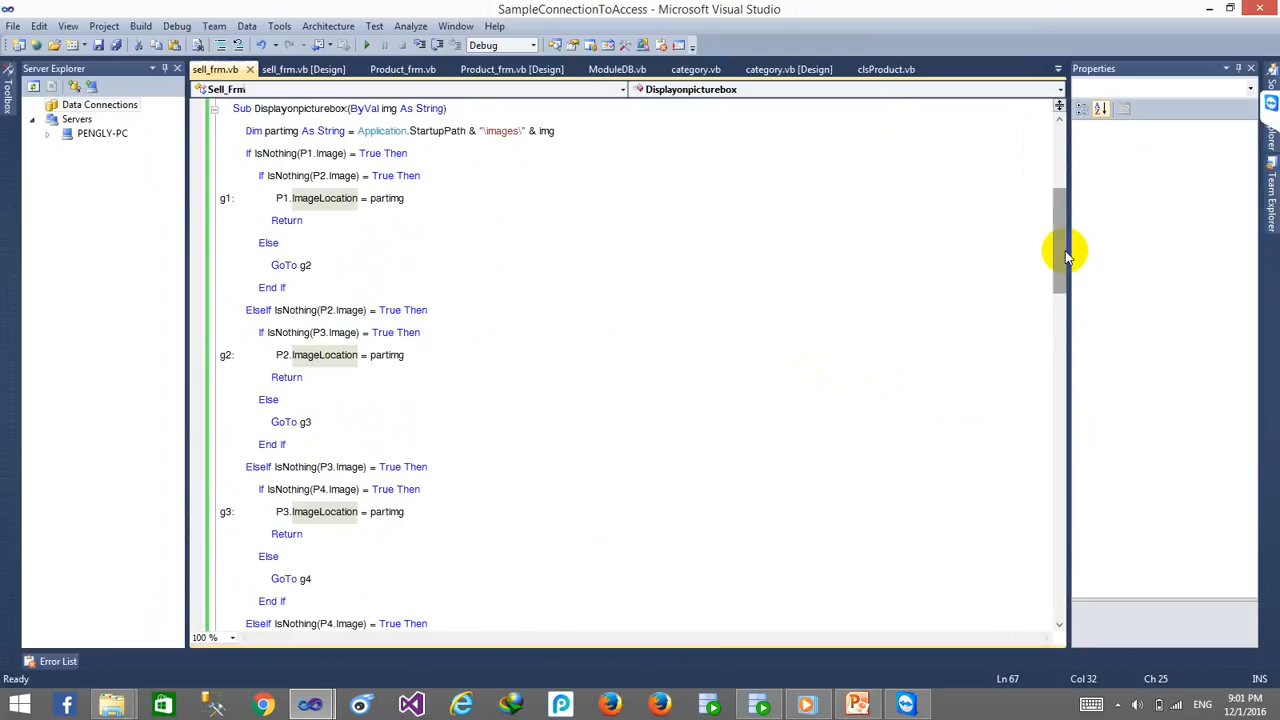 SampleConnectionToAccess - Microsoft Visual Studio
File Edit View Project Build Debug Team Data Tools Architecture Test Analyze Window Help
Debug
Server Explorer
sell_frm.vb sell_frm.vb [Design] Product_frm.vb Product_frm.vb [Design] ModuleDB.vb category.vb category.vb [Design] clsProduct.vb
Properties
Toolbox
Sell_Frm
Displayonpicturebox
Data Connections
Servers
PENGLY-PC
Team Explorer
Sub Displayonpicturebox(ByVal img As String)
Dim partimg As String = Application.StartupPath & "\images\" & img
If IsNothing(P1.Image) = True Then
If IsNothing(P2.Image) = True Then
g1: P1.ImageLocation = partimg
Return
Else
GoTo g2
End If
ElseIf IsNothing(P2.Image) = True Then
If IsNothing(P3.Image) = True Then
g2: P2.ImageLocation = partimg
Return
Else
GoTo g3
End If
ElseIf IsNothing(P3.Image) = True Then
If IsNothing(P4.Image) = True Then
g3: P3.ImageLocation = partimg
Return
Else
GoTo g4
End If
ElseIf IsNothing(P4.Image) = True Then
100 %
Error List
Ready
Ln 67 Col 32 Ch 25 INS
ENG
9:01 PM
12/1/2016